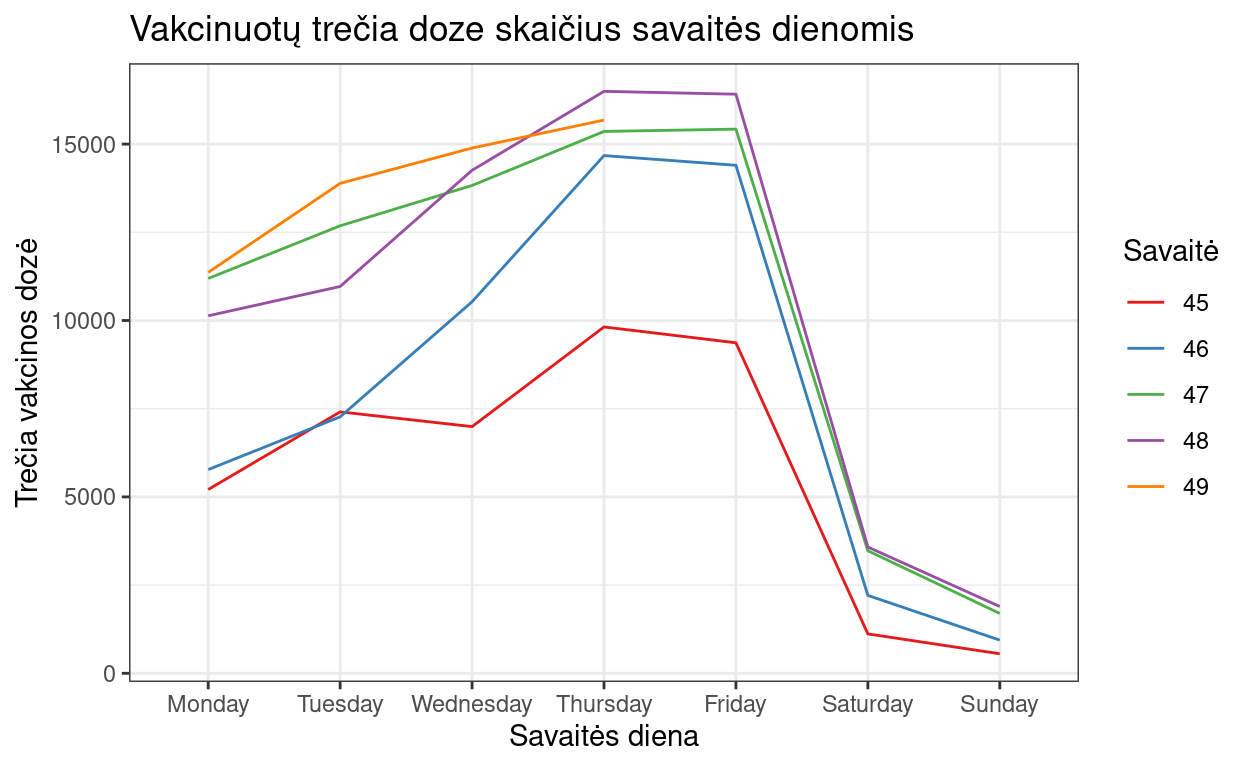 Vakcinuotų trečia doze skaičius savaitės dienomis
Trečia vakcinos dozė
15000
10000
5000
0
Monday Tuesday Wednesday Thursday Friday Saturday Sunday
Savaitės diena
Savaitė
45
46
47
48
49